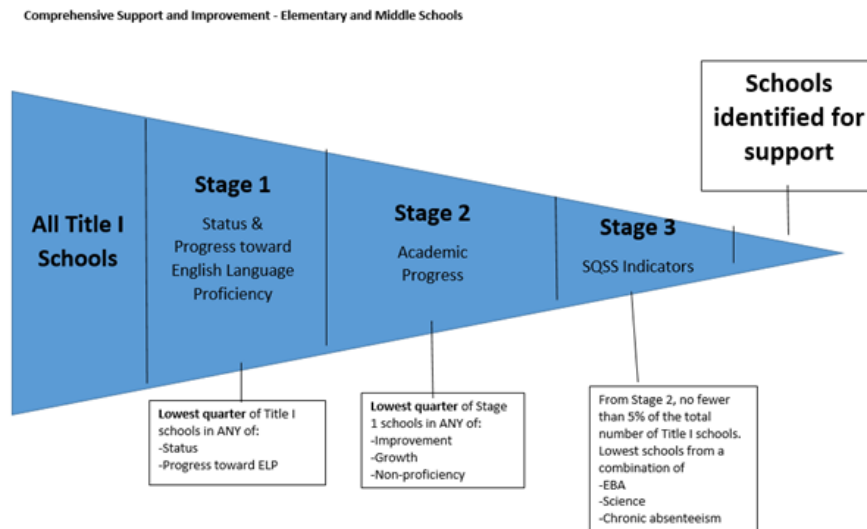 Comprehensive Support and Improvement - Elementary and Middle Schools
Schools
identified for
support
All Title I
Schools
Stage 1
Status &
Progress toward
English Language
Proficiency
Stage 2
Academic
Progress
Stage 3
SQSS Indicators
Lowest quarter of Title I
schools in ANY of:
-Status
-Progress toward ELP
Lowest quarter of Stage
1 schools in ANY of:
-Improvement
-Growth
-Non-proficiency
From Stage 2, no fewer
than 5% of the total
number of Title I schools.
Lowest schools from a
combination of
-EBA
-Science
-Chronic absenteeism